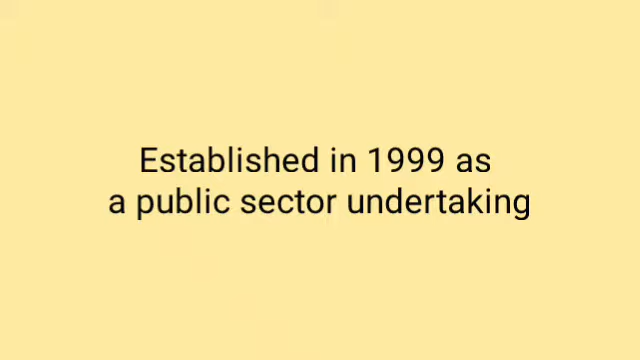 Established in 1999 as
a public sector undertaking